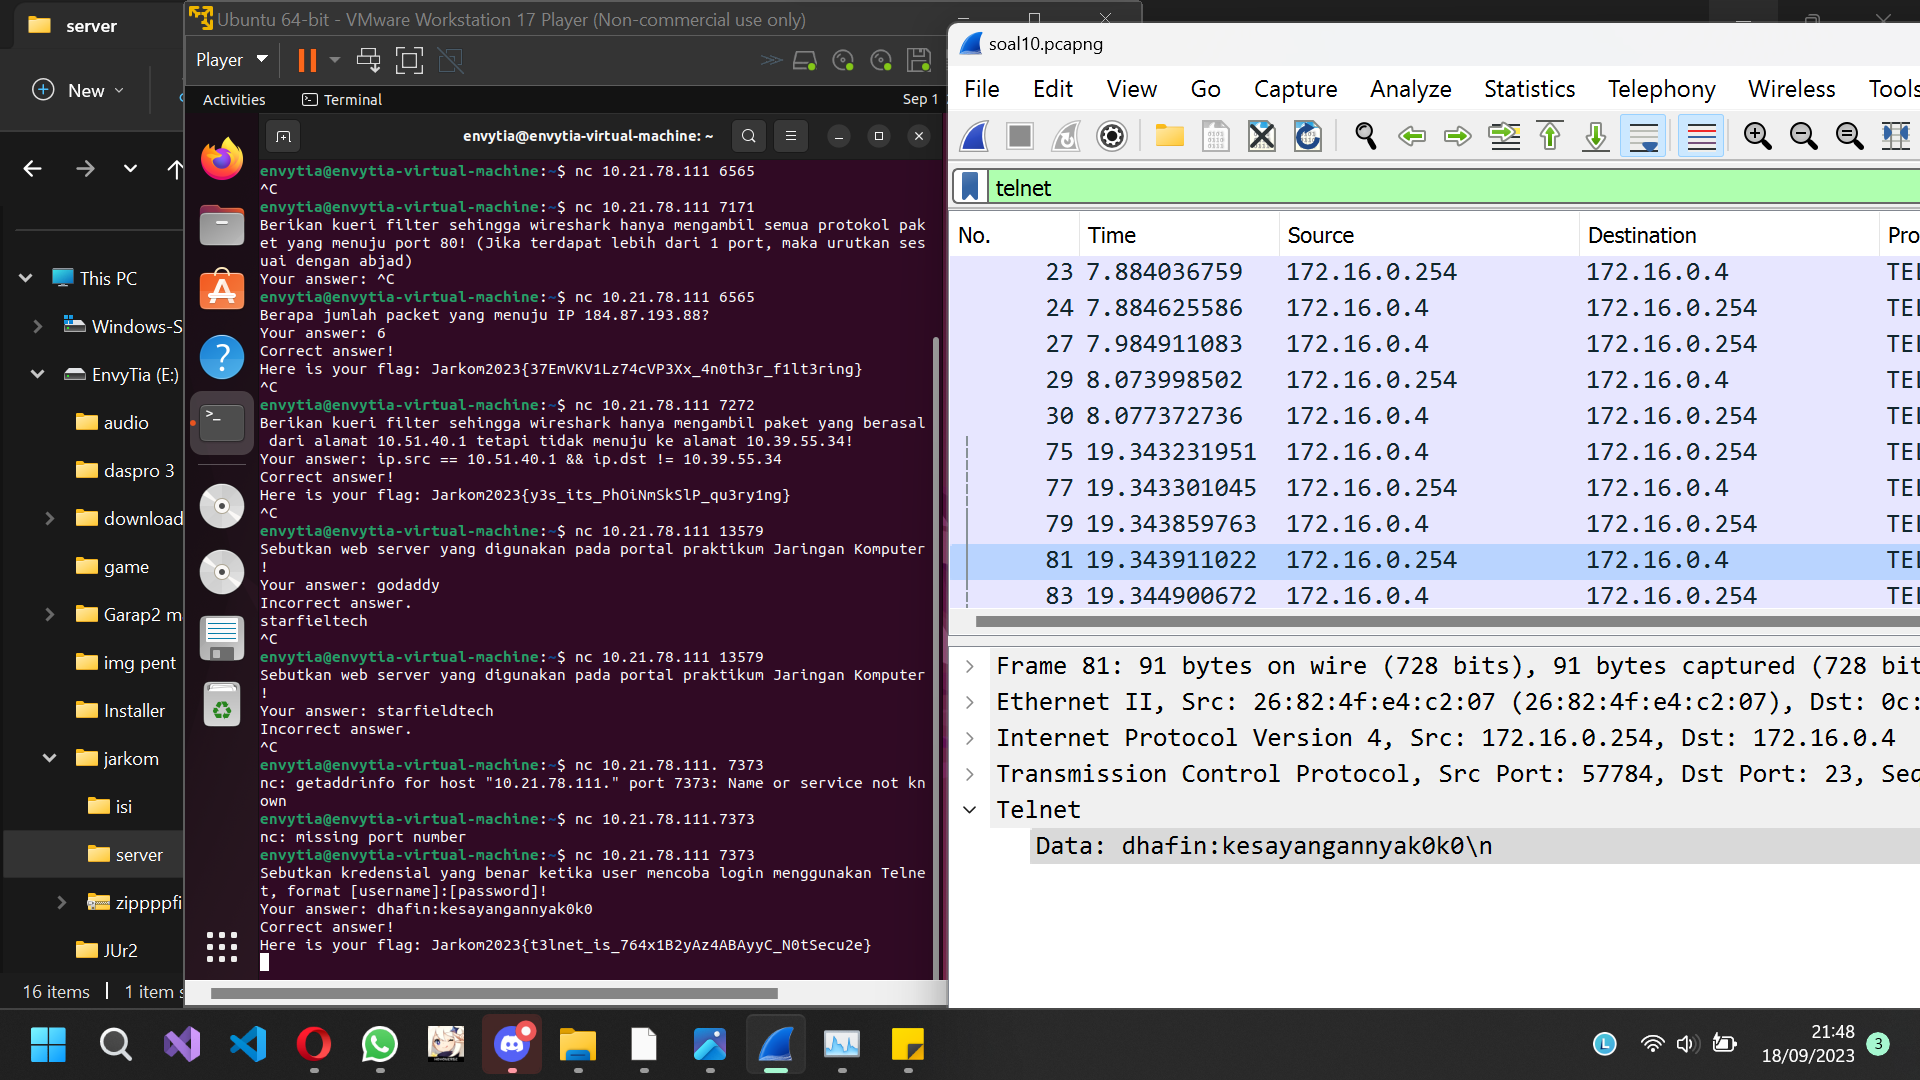 server
New
This PC
Windows-S
EnvyTia (E:)
audio
daspro 3
download
game
Garap2 m
img pent
Installer
jarkom
isi
server
zippppfi
JUr2
16 items
1 item s
Ubuntu 64-bit - VMware Workstation 17 Player (Non-commercial use only)
Player
Activities
Terminal
Sep 1
envytia@envytia-virtual-machine: ~
envytia@envytia-virtual-machine:~$ nc 10.21.78.111 6565
^C
envytia@envytia-virtual-machine:~$ nc 10.21.78.111 7171
Berikan kueri filter sehingga wireshark hanya mengambil semua protokol pak
et yang menuju port 80! (Jika terdapat lebih dari 1 port, maka urutkan ses
uai dengan abjad)
Your answer: ^C
envytia@envytia-virtual-machine:~$ nc 10.21.78.111 6565
Berapa jumlah packet yang menuju IP 184.87.193.88?
Your answer: 6
Correct answer!
Here is your flag: Jarkom2023{37EmVKV1Lz74cVP3Xx_4n0th3r_f1lt3ring}
^C
envytia@envytia-virtual-machine:~$ nc 10.21.78.111 7272
Berikan kueri filter sehingga wireshark hanya mengambil paket yang berasal
dari alamat 10.51.40.1 tetapi tidak menuju ke alamat 10.39.55.34!
Your answer: ip.src == 10.51.40.1 && ip.dst != 10.39.55.34
Correct answer!
Here is your flag: Jarkom2023{y3s_its_PhOiNmSkSlP_qu3ry1ng}
^C
envytia@envytia-virtual-machine:~$ nc 10.21.78.111 13579
Sebutkan web server yang digunakan pada portal praktikum Jaringan Komputer
!
Your answer: godaddy
Incorrect answer.
starfieltech
^C
envytia@envytia-virtual-machine:~$ nc 10.21.78.111 13579
Sebutkan web server yang digunakan pada portal praktikum Jaringan Komputer
!
Your answer: starfieldtech
Incorrect answer.
^C
envytia@envytia-virtual-machine:~$ nc 10.21.78.111. 7373
nc: getaddrinfo for host "10.21.78.111." port 7373: Name or service not kn
own
envytia@envytia-virtual-machine:~$ nc 10.21.78.111.7373
nc: missing port number
envytia@envytia-virtual-machine:~$ nc 10.21.78.111 7373
Sebutkan kredensial yang benar ketika user mencoba login menggunakan Telne
t, format [username]:[password]!
Your answer: dhafin:kesayangannyak0k0
Correct answer!
Here is your flag: Jarkom2023{t3lnet_is_764x1B2yAz4ABAyyC_N0tSecu2e}
soal10.pcapng
File Edit View Go Capture Analyze Statistics Telephony Wireless Tools
telnet
No. Time Source Destination Pro
23 7.884036759 172.16.0.254 172.16.0.4 TEL
24 7.884625586 172.16.0.4 172.16.0.254 TEL
27 7.984911083 172.16.0.4 172.16.0.254 TEL
29 8.073998502 172.16.0.254 172.16.0.4 TEL
30 8.077372736 172.16.0.4 172.16.0.254 TEL
75 19.343231951 172.16.0.4 172.16.0.254 TEL
77 19.343301045 172.16.0.254 172.16.0.4 TEL
79 19.343859763 172.16.0.4 172.16.0.254 TEL
81 19.343911022 172.16.0.254 172.16.0.4 TEL
83 19.344900672 172.16.0.4 172.16.0.254 TEL
Frame 81: 91 bytes on wire (728 bits), 91 bytes captured (728 bit
Ethernet II, Src: 26:82:4f:e4:c2:07 (26:82:4f:e4:c2:07), Dst: 0c:
Internet Protocol Version 4, Src: 172.16.0.254, Dst: 172.16.0.4
Transmission Control Protocol, Src Port: 57784, Dst Port: 23, Seq
Telnet
Data: dhafin:kesayangannyak0k0\n
L
21:48
18/09/2023
3